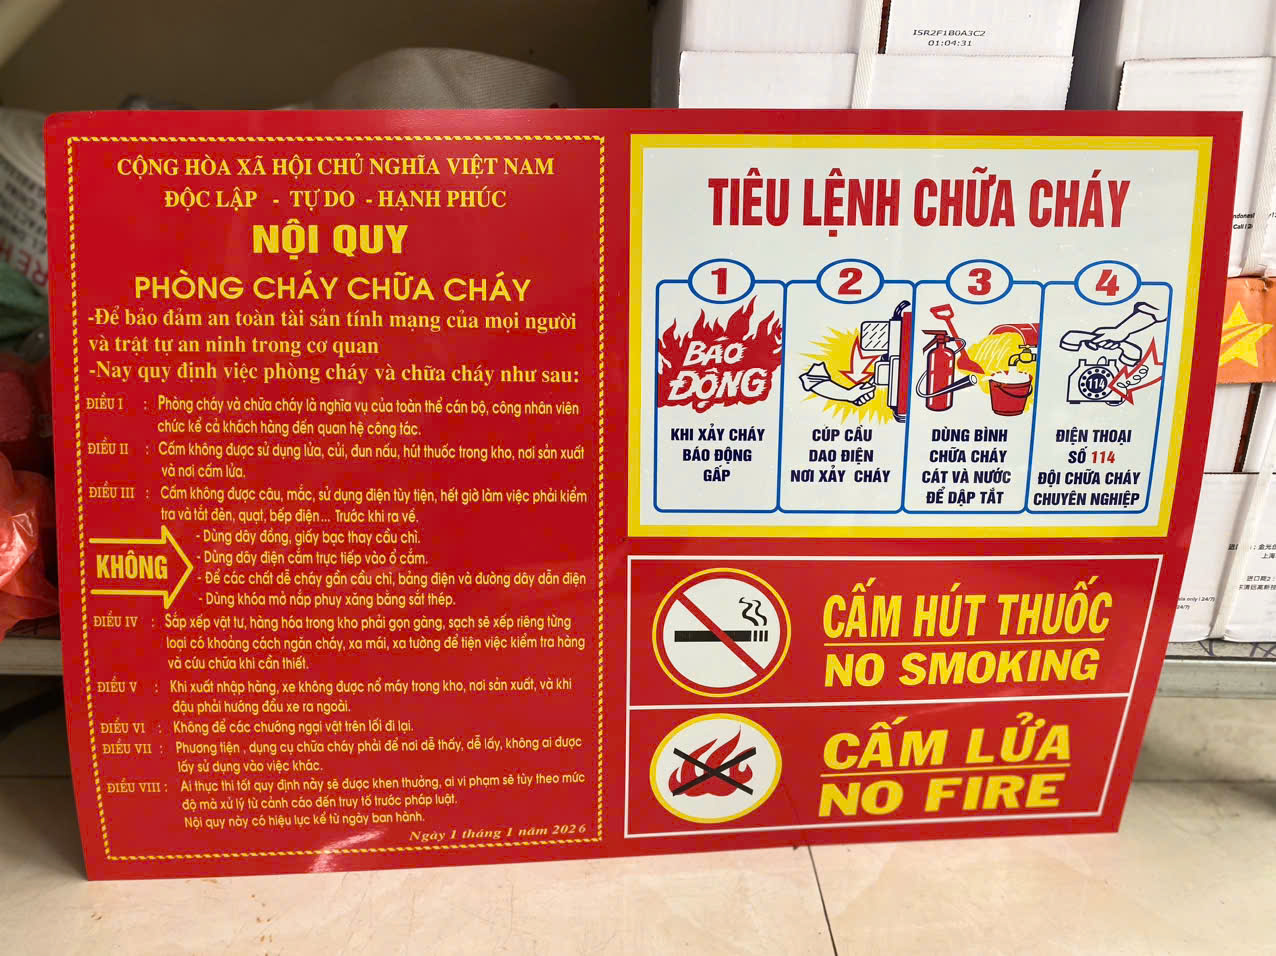 CỘNG HÒA XÃ HỘI CHỦ NGHĨA VIỆT NAM
ĐỘC LẬP - TỰ DO - HẠNH PHÚC
NỘI QUY
PHÒNG CHÁY CHỮA CHÁY
-Để bảo đảm an toàn tài sản tính mạng của mọi người
và trật tự an ninh trong cơ quan
-Nay quy định việc phòng cháy và chữa cháy như sau:
ĐIỀU I : Phòng cháy và chữa cháy là nghĩa vụ của toàn thể cán bộ, công nhân viên
chức kể cả khách hàng đến quan hệ công tác.
ĐIỀU II : Cấm không được sử dụng lửa, củi, đun nấu, hút thuốc trong kho, nơi sản xuất
và nơi cấm lửa.
ĐIỀU III : Cấm không được câu, mắc, sử dụng điện tùy tiện, hết giờ làm việc phải kiểm
tra và tắt đèn, quạt, bếp điện... Trước khi ra về.
KHÔNG
- Dùng dây đồng, giấy bạc thay cầu chì.
- Dùng dây điện cắm trực tiếp vào ổ cắm.
- Để các chất dễ cháy gần cầu chì, bảng điện và đường dây dẫn điện
- Dùng khóa mở nắp phuy xăng bằng sắt thép.
ĐIỀU IV : Sắp xếp vật tư, hàng hóa trong kho phải gọn gàng, sạch sẽ xếp riêng từng
loại có khoảng cách ngăn cháy, xa mái, xa tường để tiện việc kiểm tra hàng
và cứu chữa khi cần thiết.
ĐIỀU V : Khi xuất nhập hàng, xe không được nổ máy trong kho, nơi sản xuất, và khi
đậu phải hướng đầu xe ra ngoài.
ĐIỀU VI : Không để các chướng ngại vật trên lối đi lại.
ĐIỀU VII : Phương tiện , dụng cụ chữa cháy phải để nơi dễ thấy, dễ lấy, không ai được
lấy sử dụng vào việc khác.
ĐIỀU VIII : Ai thực thi tốt quy định này sẽ được khen thưởng, ai vi phạm sẽ tùy theo mức
độ mà xử lý từ cảnh cáo đến truy tố trước pháp luật.
Nội quy này có hiệu lực kể từ ngày ban hành.
Ngày 1 tháng 1 năm 2026
TIÊU LỆNH CHỮA CHÁY
1
BÁO
ĐỘNG
KHI XẢY CHÁY
BÁO ĐỘNG
GẤP
2
CÚP CẦU
DAO ĐIỆN
NƠI XẢY CHÁY
3
DÙNG BÌNH
CHỮA CHÁY
CÁT VÀ NƯỚC
ĐỂ DẬP TẮT
4
114
ĐIỆN THOẠI
SỐ 114
ĐỘI CHỮA CHÁY
CHUYÊN NGHIỆP
CẤM HÚT THUỐC
NO SMOKING
CẤM LỬA
NO FIRE
ISR2F1B0A3C2
01:04:31